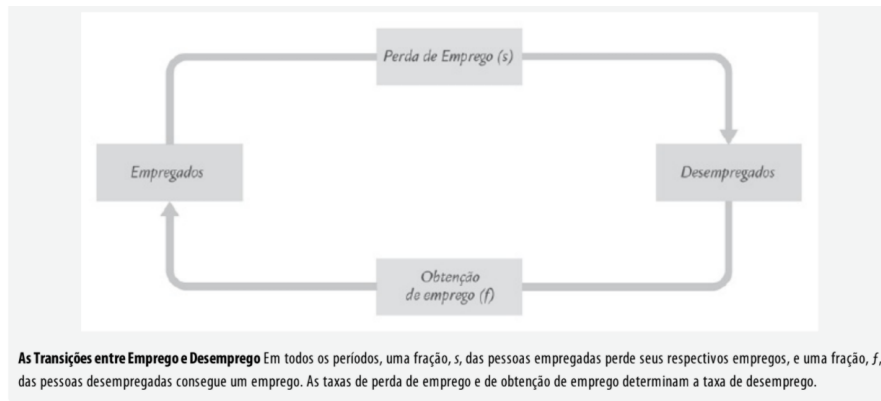 Perda de Emprego (s)
Empregados
Desempregados
Obtenção
de emprego (f)
As Transições entre Emprego e Desemprego Em todos os períodos, uma fração, s, das pessoas empregadas perde seus respectivos empregos, e uma fração, f,
das pessoas desempregadas consegue um emprego. As taxas de perda de emprego e de obtenção de emprego determinam a taxa de desemprego.